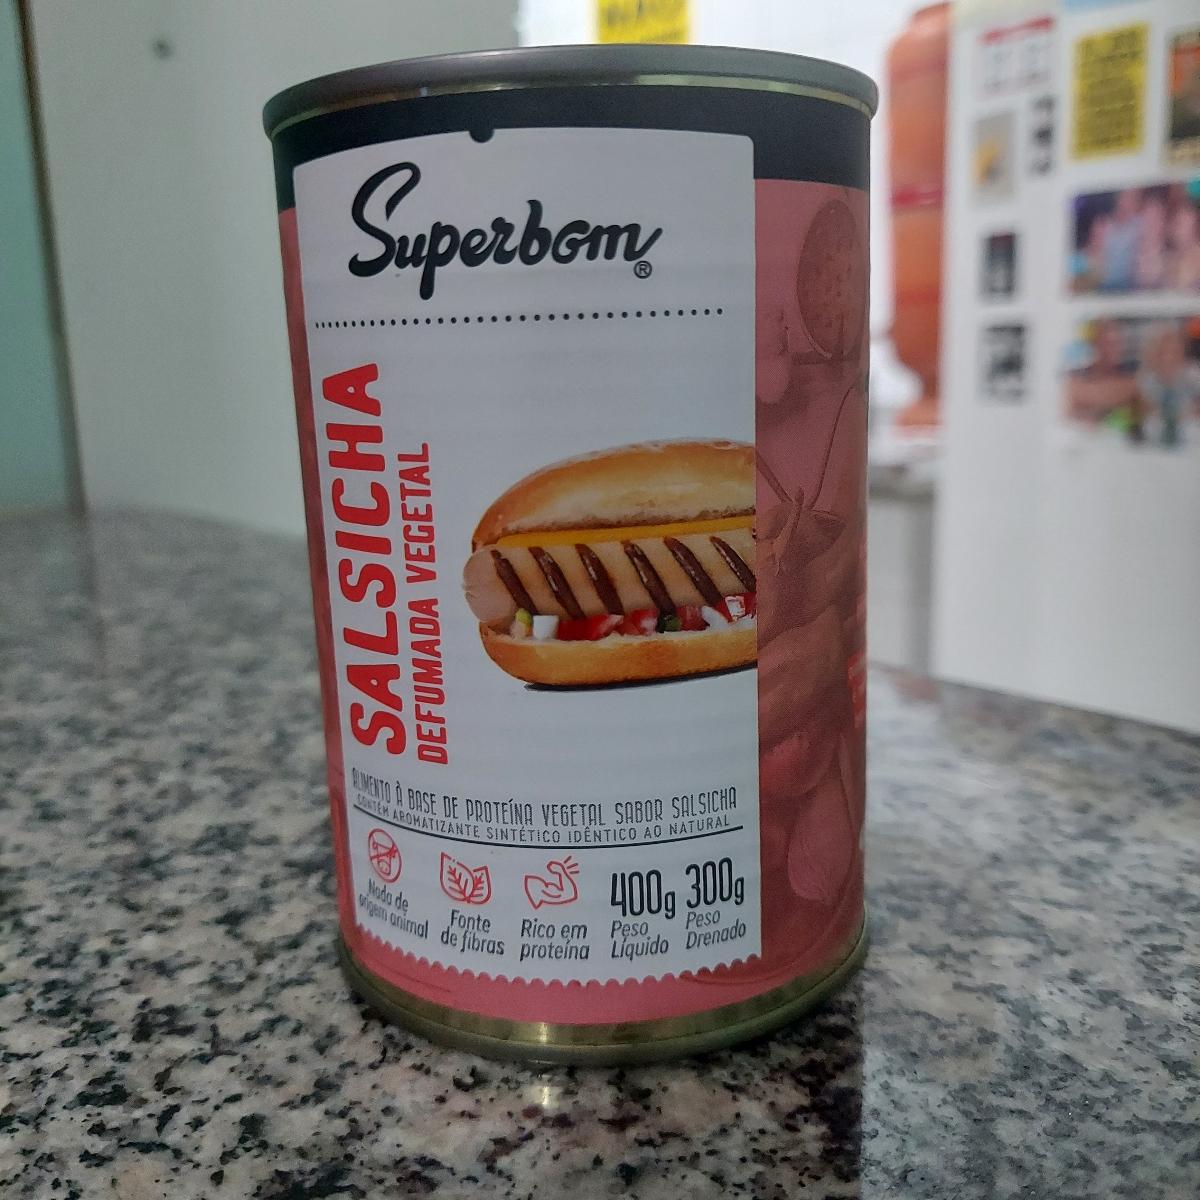 Superbom®
SALSICHA
DEFUMADA VEGETAL
ALIMENTO À BASE DE PROTEÍNA VEGETAL SABOR SALSICHA
CONTÉM AROMATIZANTE SINTÉTICO IDÊNTICO AO NATURAL
Nada de
origem animal
Fonte
de fibras
Rico em
proteína
400g
Peso
Líquido
300g
Peso
Drenado